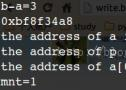 b-a=3
0xbf8f34a8
the address of a
the address of p
the address of a[
mnt=1